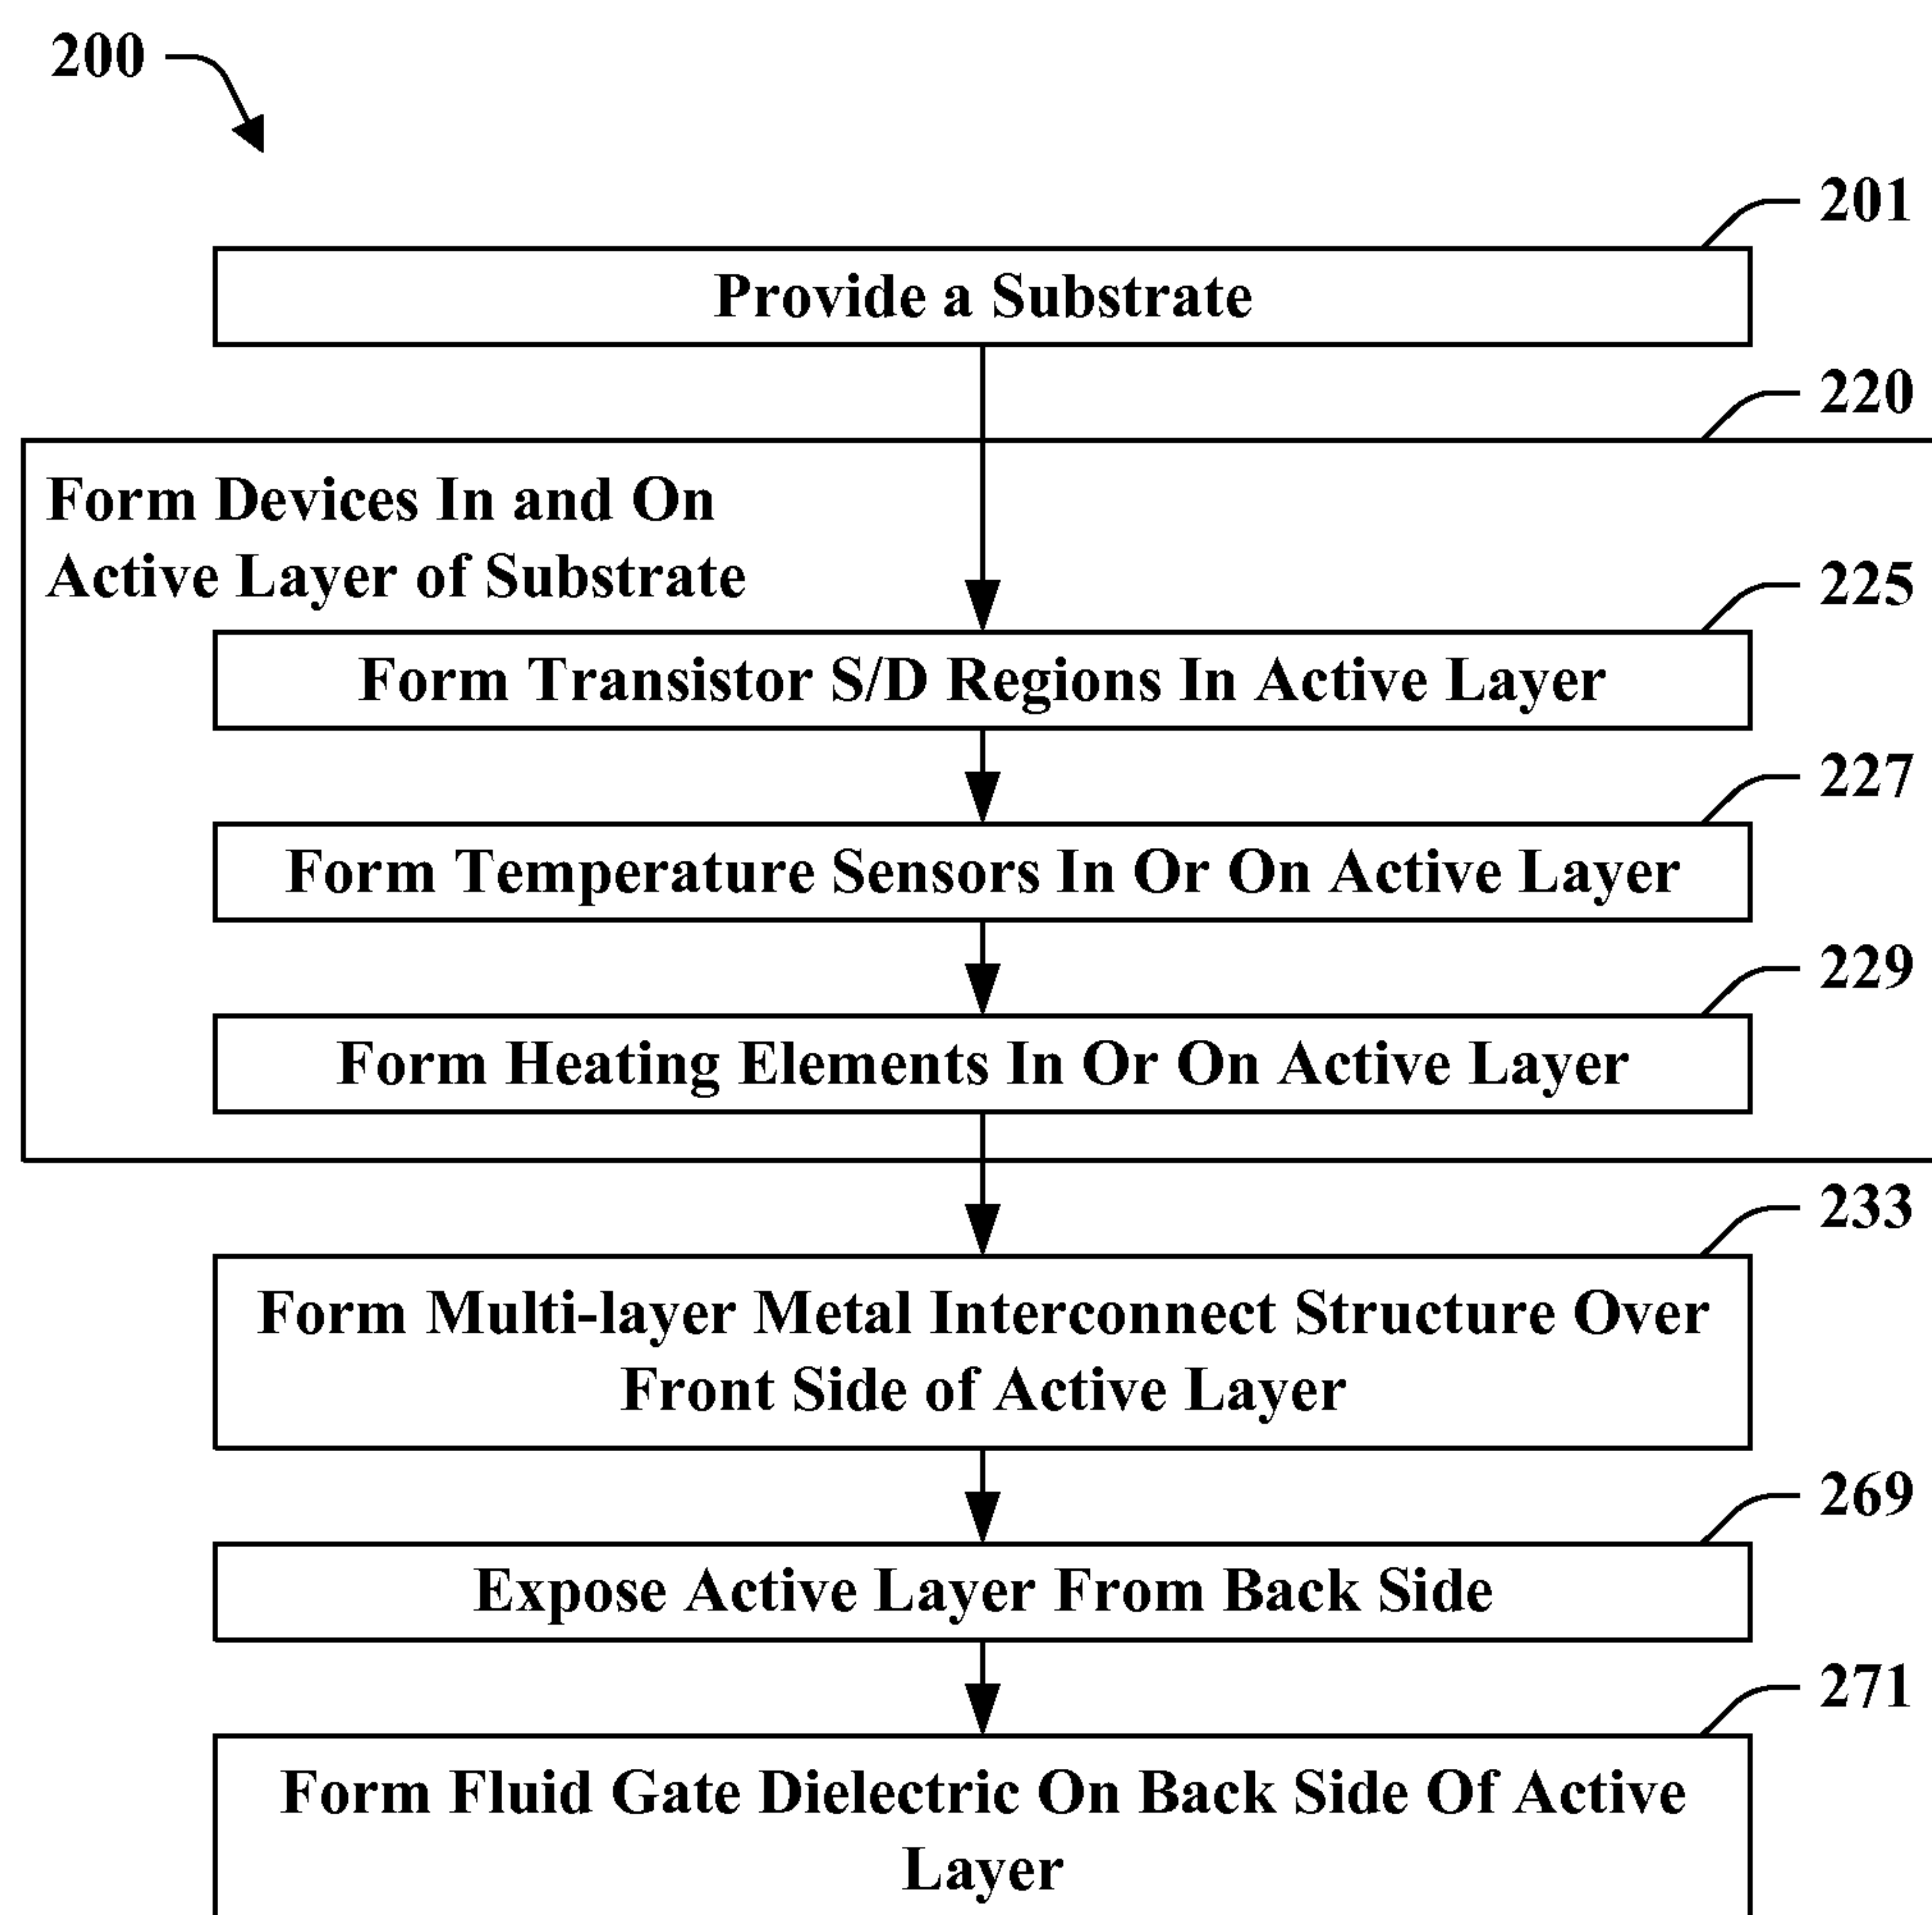 200
201
Provide a Substrate
220
Form Devices In and On
Active Layer of Substrate
225
Form Transistor S/D Regions In Active Layer
227
Form Temperature Sensors In Or On Active Layer
229
Form Heating Elements In Or On Active Layer
233
Form Multi-layer Metal Interconnect Structure Over
Front Side of Active Layer
269
Expose Active Layer From Back Side
271
Form Fluid Gate Dielectric On Back Side Of Active
Layer